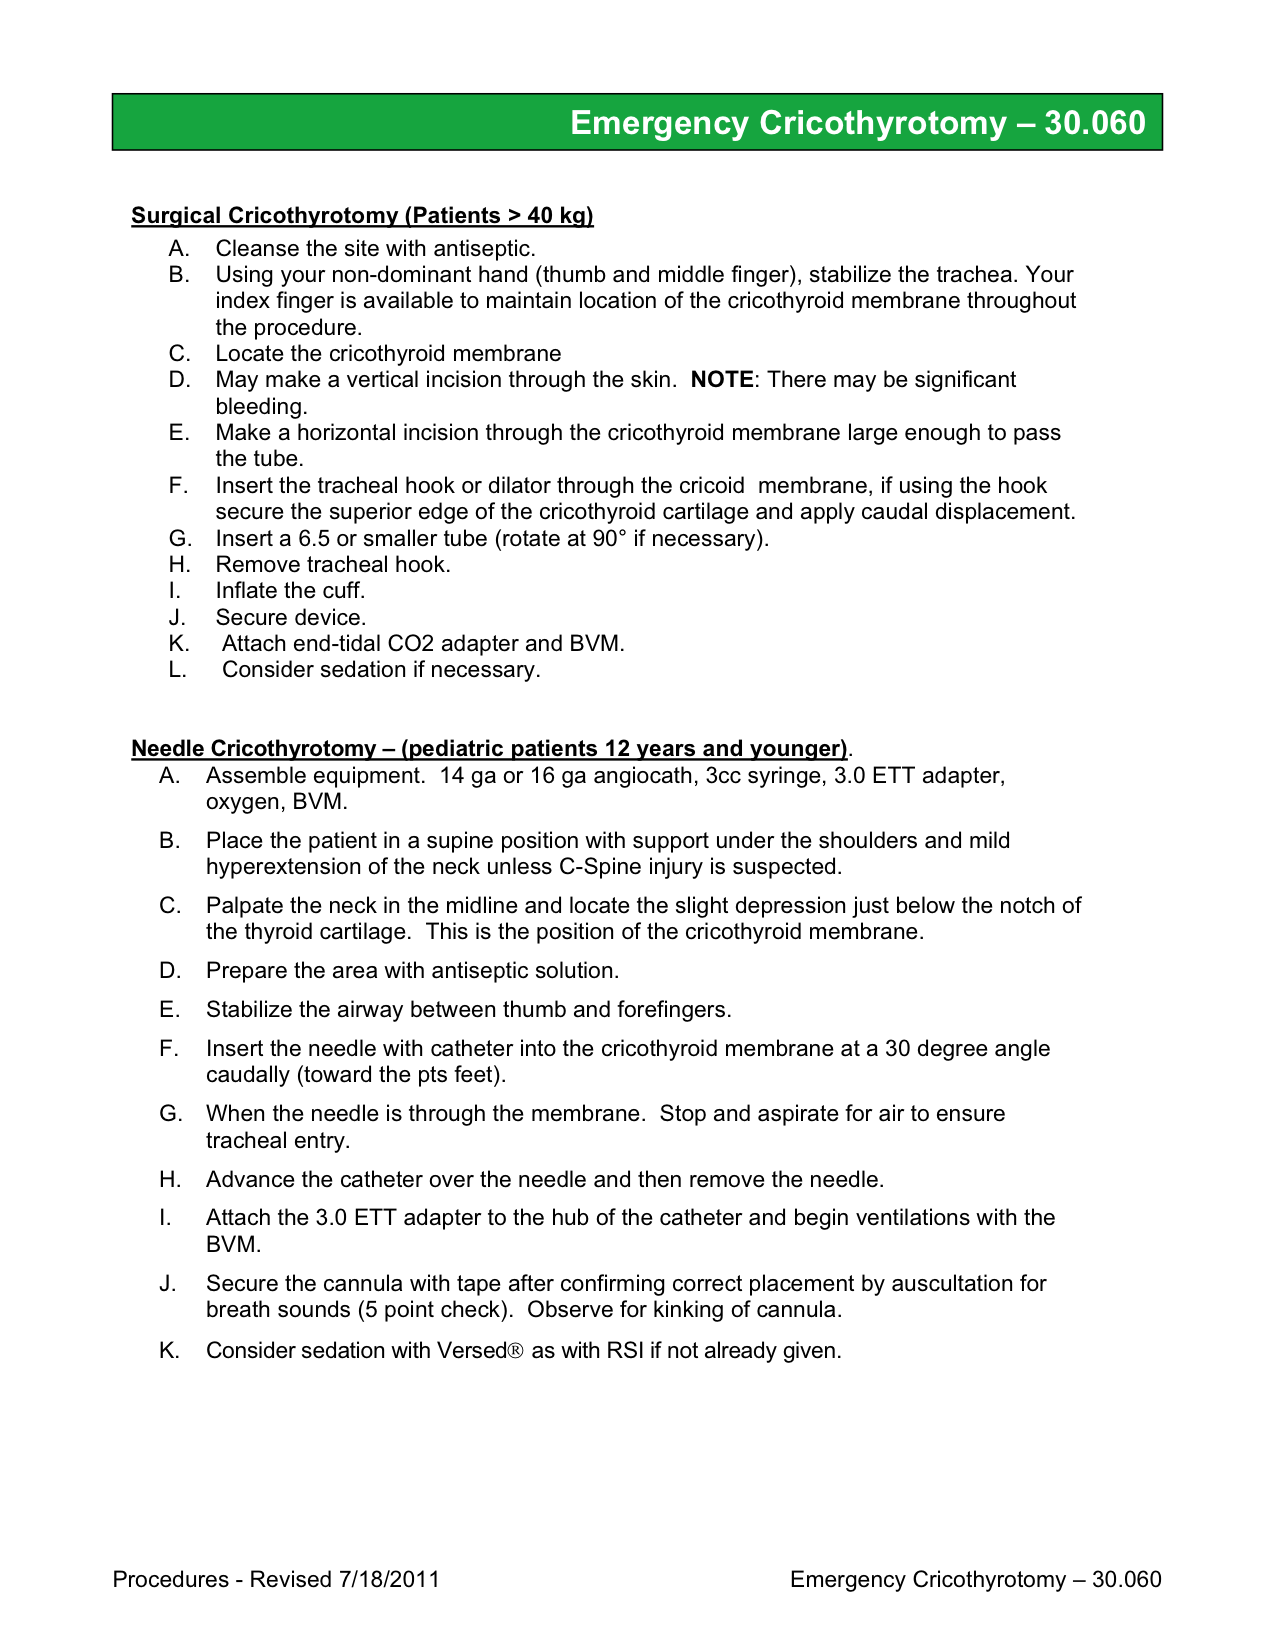 Emergency Cricothyrotomy – 30.060
Surgical Cricothyrotomy (Patients > 40 kg)
A. Cleanse the site with antiseptic.
B. Using your non-dominant hand (thumb and middle finger), stabilize the trachea. Your
index finger is available to maintain location of the cricothyroid membrane throughout
the procedure.
C. Locate the cricothyroid membrane
D. May make a vertical incision through the skin.  NOTE: There may be significant
bleeding.
E. Make a horizontal incision through the cricothyroid membrane large enough to pass
the tube.
F. Insert the tracheal hook or dilator through the cricoid  membrane, if using the hook
secure the superior edge of the cricothyroid cartilage and apply caudal displacement.
G. Insert a 6.5 or smaller tube (rotate at 90° if necessary).
H. Remove tracheal hook.
I. Inflate the cuff.
J. Secure device.
K. Attach end-tidal CO2 adapter and BVM.
L. Consider sedation if necessary.
Needle Cricothyrotomy – (pediatric patients 12 years and younger).
A. Assemble equipment.  14 ga or 16 ga angiocath, 3cc syringe, 3.0 ETT adapter,
oxygen, BVM.
B. Place the patient in a supine position with support under the shoulders and mild
hyperextension of the neck unless C-Spine injury is suspected.
C. Palpate the neck in the midline and locate the slight depression just below the notch of
the thyroid cartilage.  This is the position of the cricothyroid membrane.
D. Prepare the area with antiseptic solution.
E. Stabilize the airway between thumb and forefingers.
F. Insert the needle with catheter into the cricothyroid membrane at a 30 degree angle
caudally (toward the pts feet).
G. When the needle is through the membrane.  Stop and aspirate for air to ensure
tracheal entry.
H. Advance the catheter over the needle and then remove the needle.
I. Attach the 3.0 ETT adapter to the hub of the catheter and begin ventilations with the
BVM.
J. Secure the cannula with tape after confirming correct placement by auscultation for
breath sounds (5 point check).  Observe for kinking of cannula.
K. Consider sedation with Versed® as with RSI if not already given.
Procedures - Revised 7/18/2011 Emergency Cricothyrotomy – 30.060